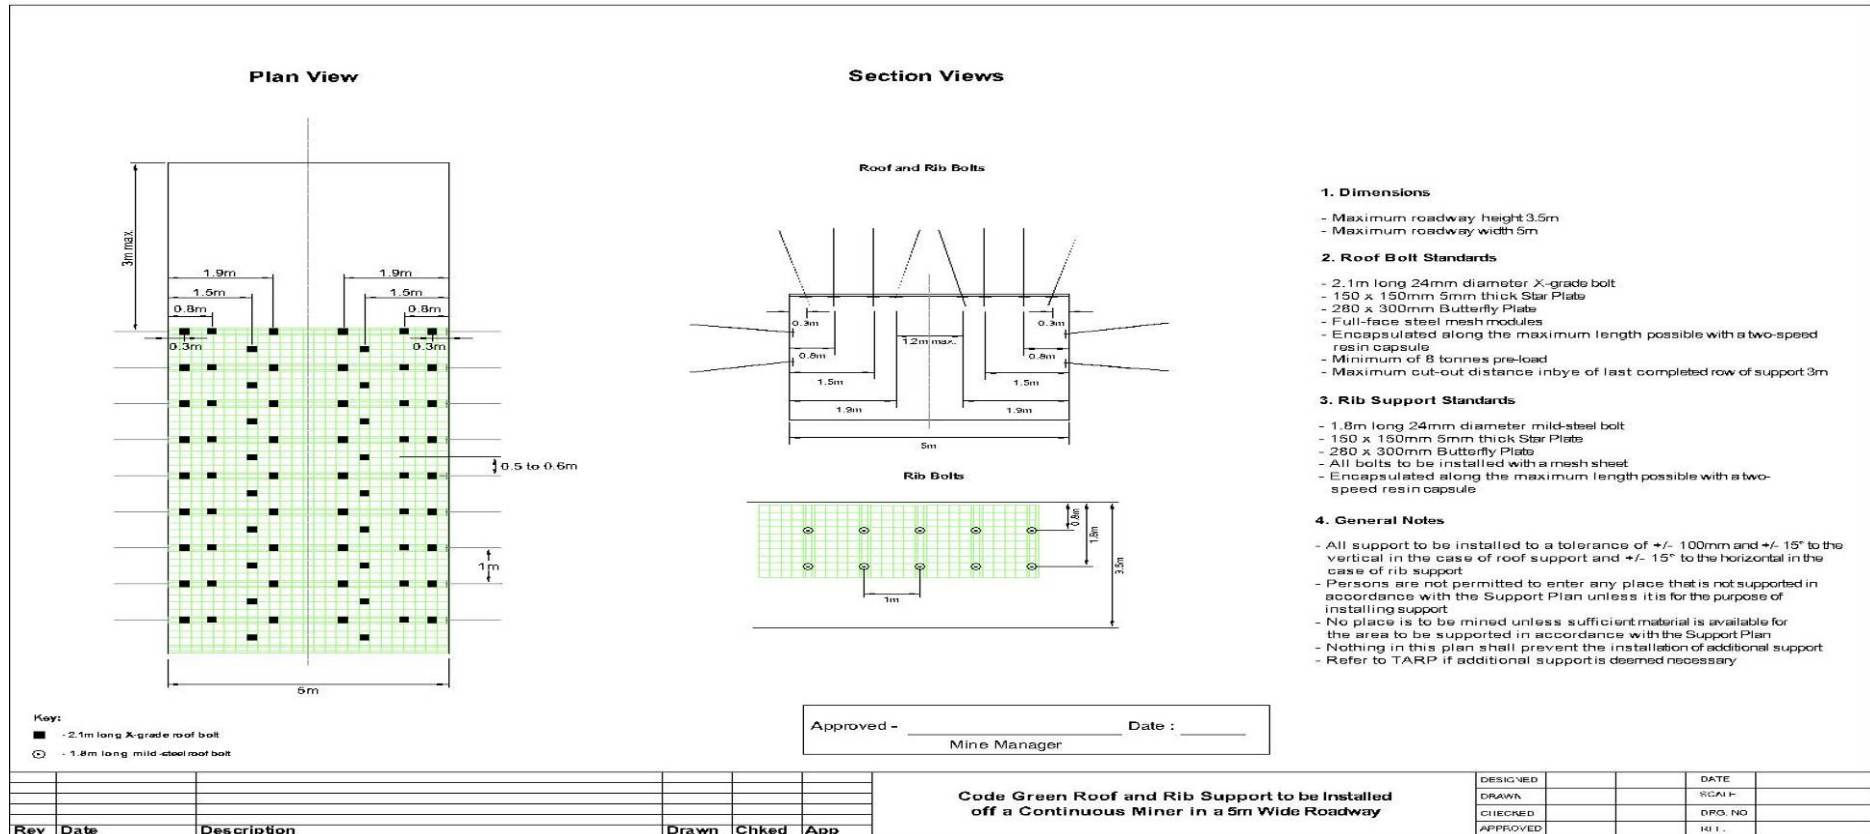 Plan View
Section Views
Roof and Rib Bolts
3m max.
1.9m
1.9m
1.5m
1.5m
0.8m
0.8m
0.3m
0.3m
0.5 to 0.6m
1m
5m
0.3m
0.3m
1.2m max.
0.8m
0.8m
1.5m
1.5m
1.9m
1.9m
5m
Rib Bolts
0.8m
1.8m
3.5m
1m
1. Dimensions
- Maximum roadway height 3.5m
- Maximum roadway width 5m
2. Roof Bolt Standards
- 2.1m long 24mm diameter X-grade bolt
- 150 x 150mm 5mm thick Star Plate
- 280 x 300mm Butterfly Plate
- Full-face steel mesh modules
- Encapsulated along the maximum length possible with a two-speed
resin capsule
- Minimum of 8 tonnes pre-load
- Maximum cut-out distance inbye of last completed row of support 3m
3. Rib Support Standards
- 1.8m long 24mm diameter mild-steel bolt
- 150 x 150mm 5mm thick Star Plate
- 280 x 300mm Butterfly Plate
- All bolts to be installed with a mesh sheet
- Encapsulated along the maximum length possible with a two-
speed resin capsule
4. General Notes
- All support to be installed to a tolerance of +/- 100mm and +/- 15° to the
vertical in the case of roof support and +/- 15° to the horizontal in the
case of rib support
- Persons are not permitted to enter any place that is not supported in
accordance with the Support Plan unless it is for the purpose of
installing support
- No place is to be mined unless sufficient material is available for
the area to be supported in accordance with the Support Plan
- Nothing in this plan shall prevent the installation of additional support
- Refer to TARP if additional support is deemed necessary
Key:
- 2.1m long X-grade roof bolt
- 1.8m long mild-steel roof bolt
Approved - Date :
Mine Manager
Rev Date Description Drawn Chked App
Code Green Roof and Rib Support to be Installed
off a Continuous Miner in a 5m Wide Roadway
DESIGNED DATE
DRAWN SCALE
CHECKED DRG. NO
APPROVED